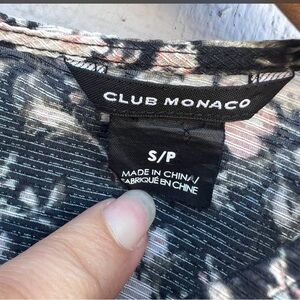 CLUB MONACO
S/P
MADE IN CHINA/
FABRIQUÉ EN CHINE